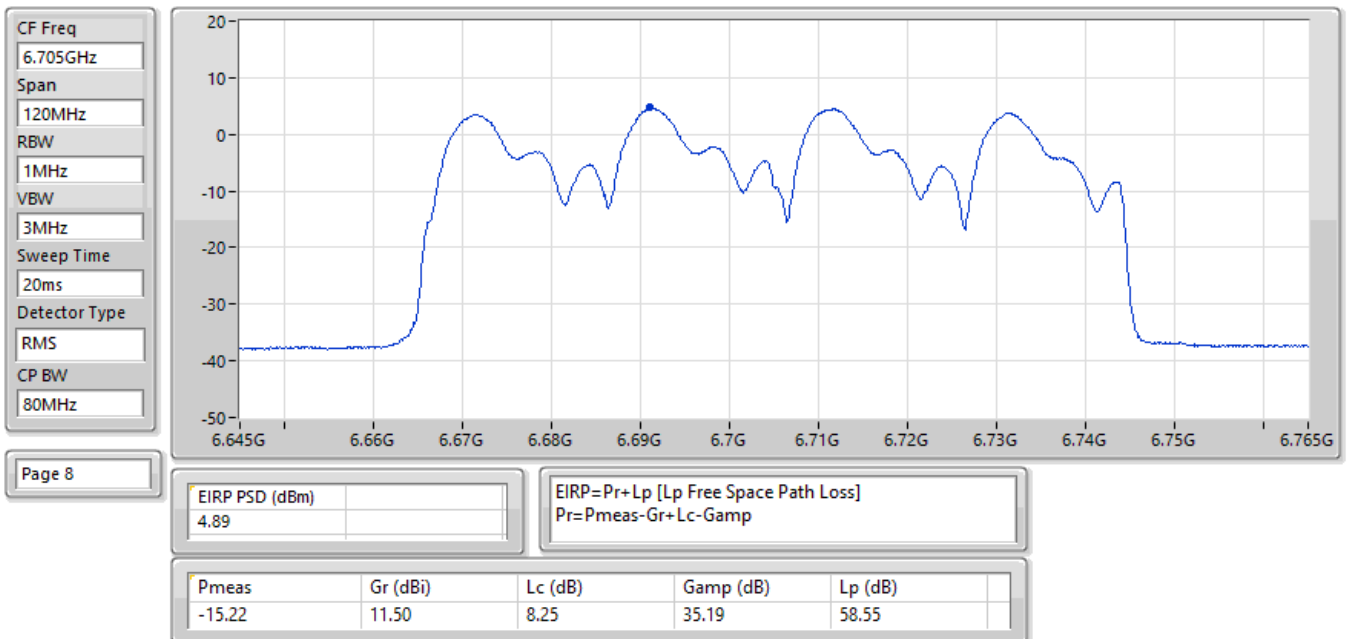 CF Freq
6.705GHz
Span
120MHz
RBW
1MHz
VBW
3MHz
Sweep Time
20ms
Detector Type
RMS
CP BW
80MHz
Page 8
20
10
0
-10
-20
-30
-40
-50
6.645G 6.66G 6.67G 6.68G 6.69G 6.7G 6.71G 6.72G 6.73G 6.74G 6.75G 6.765G
EIRP PSD (dBm)
4.89
EIRP=Pr+Lp [Lp Free Space Path Loss]
Pr=Pmeas-Gr+Lc-Gamp
Pmeas Gr (dBi) Lc (dB) Gamp (dB) Lp (dB)
-15.22 11.50 8.25 35.19 58.55